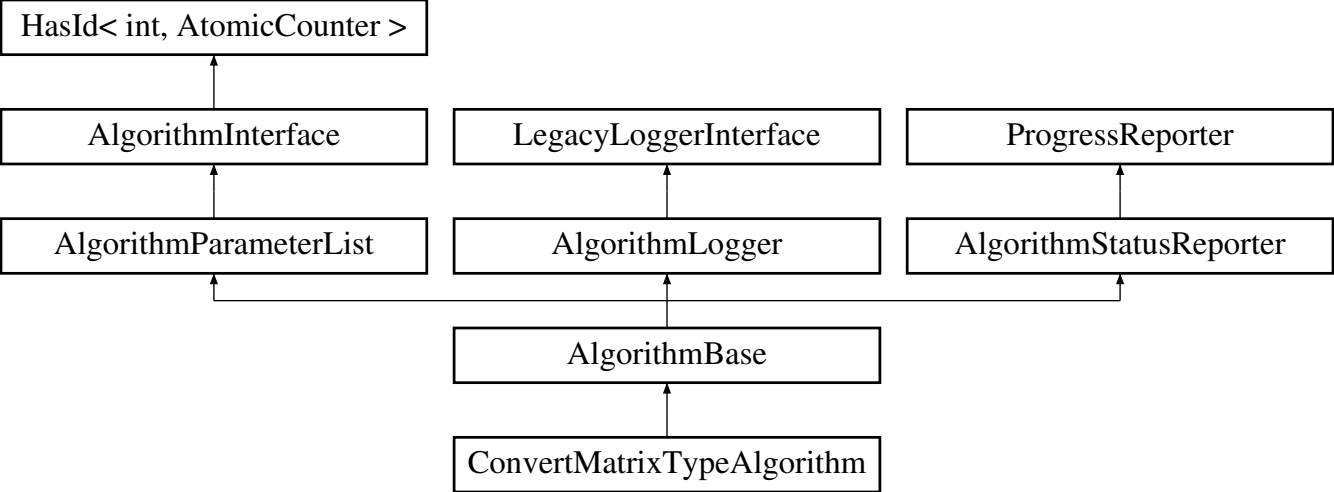 HasId< int, AtomicCounter >
AlgorithmInterface
LegacyLoggerInterface
ProgressReporter
AlgorithmParameterList
AlgorithmLogger
AlgorithmStatusReporter
AlgorithmBase
ConvertMatrixTypeAlgorithm